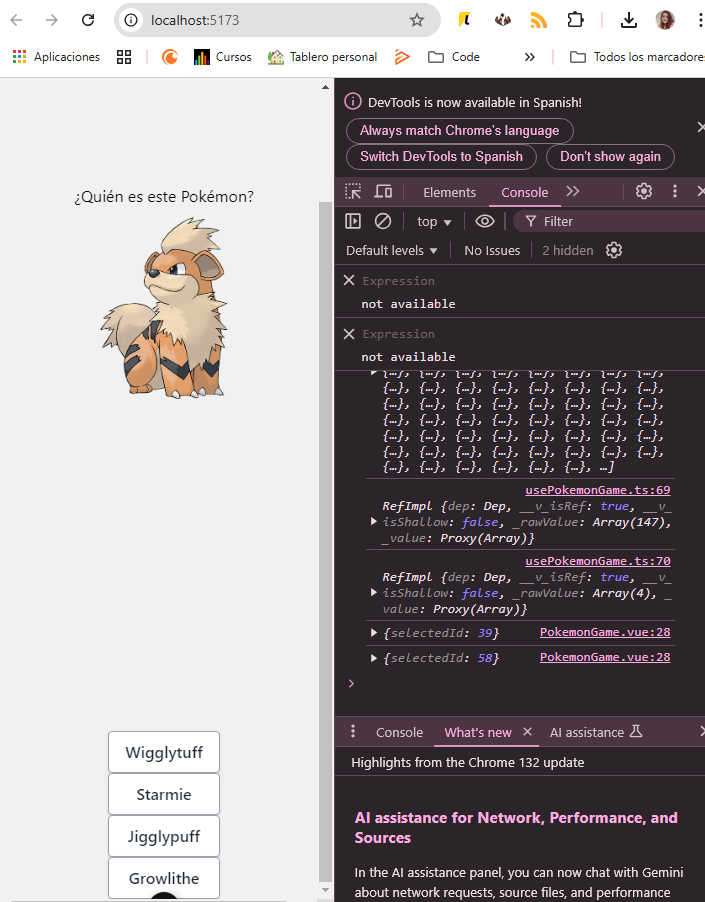 localhost:5173
Aplicaciones
Cursos
Tablero personal
Code
»
Todos los marcadores
¿Quién es este Pokémon?
Wigglytuff
Starmie
Jigglypuff
Growlithe
DevTools is now available in Spanish!
Always match Chrome's language
Switch DevTools to Spanish
Don't show again
Elements
Console
top
Filter
Default levels
No Issues
2 hidden
Expression
not available
Expression
not available
{…}, {…}, {…}, {…}, {…}, {…}, {…}, {…},
{…}, {…}, {…}, {…}, {…}, {…}, {…}, {…},
{…}, {…}, {…}, {…}, {…}, {…}, {…}, {…},
{…}, {…}, {…}, {…}, {…}, {…}, {…}, {…},
{…}, {…}, {…}, {…}, {…}, {…}, {…}, {…},
{…}, {…}, {…}, {…}, {…}, {…}, {…}, {…},
{…}, {…}, {…}, {…}, {…}, {…}, …]
usePokemonGame.ts:69
RefImpl {dep: Dep, __v_isRef: true, __v_
isShallow: false, _rawValue: Array(147),
_value: Proxy(Array)}
usePokemonGame.ts:70
RefImpl {dep: Dep, __v_isRef: true, __v_
isShallow: false, _rawValue: Array(4), _
value: Proxy(Array)}
{selectedId: 39} PokemonGame.vue:28
{selectedId: 58} PokemonGame.vue:28
Console
What's new
AI assistance
Highlights from the Chrome 132 update
AI assistance for Network, Performance, and
Sources
In the AI assistance panel, you can now chat with Gemini
about network requests, source files, and performance